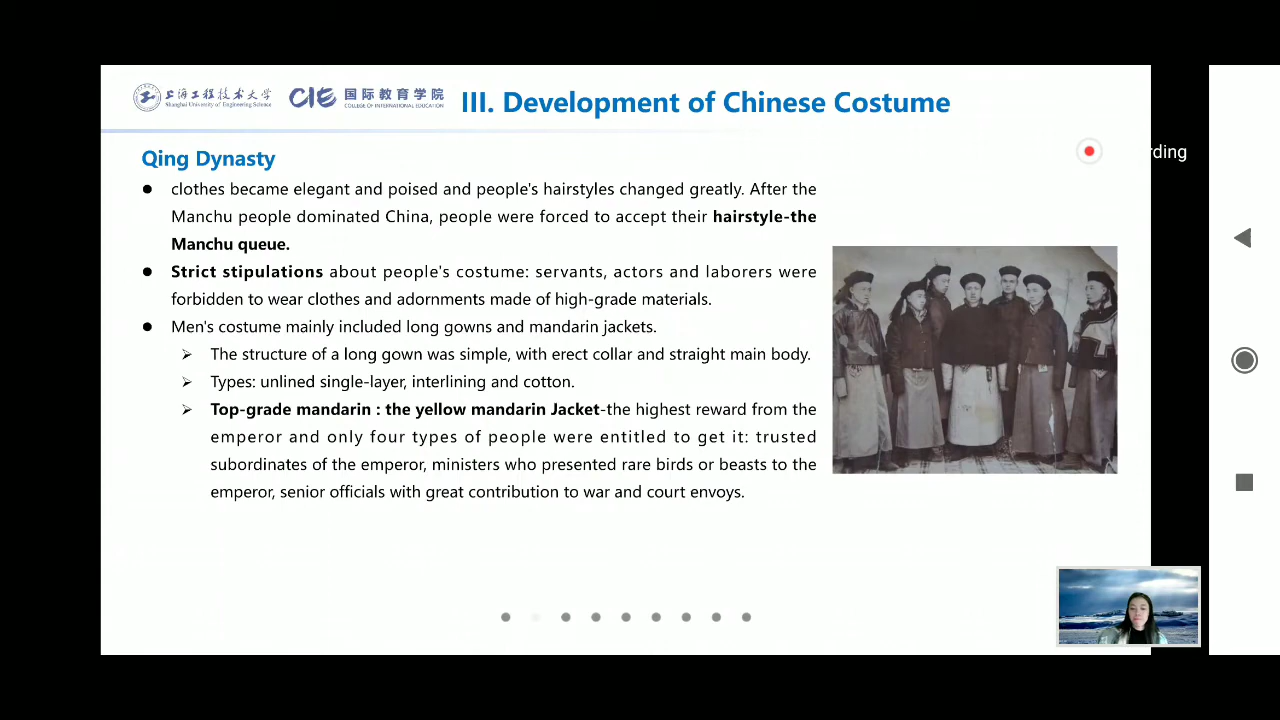 上海工程技术大学
Shanghai University of Engineering Science
CIE
国际教育学院
COLLEGE OF INTERNATIONAL EDUCATION
III. Development of Chinese Costume
rding
Qing Dynasty
● clothes became elegant and poised and people's hairstyles changed greatly. After the
Manchu people dominated China, people were forced to accept their hairstyle-the
Manchu queue.
● Strict stipulations about people's costume: servants, actors and laborers were
forbidden to wear clothes and adornments made of high-grade materials.
● Men's costume mainly included long gowns and mandarin jackets.
➢ The structure of a long gown was simple, with erect collar and straight main body.
➢ Types: unlined single-layer, interlining and cotton.
➢ Top-grade mandarin : the yellow mandarin Jacket-the highest reward from the
emperor and only four types of people were entitled to get it: trusted
subordinates of the emperor, ministers who presented rare birds or beasts to the
emperor, senior officials with great contribution to war and court envoys.